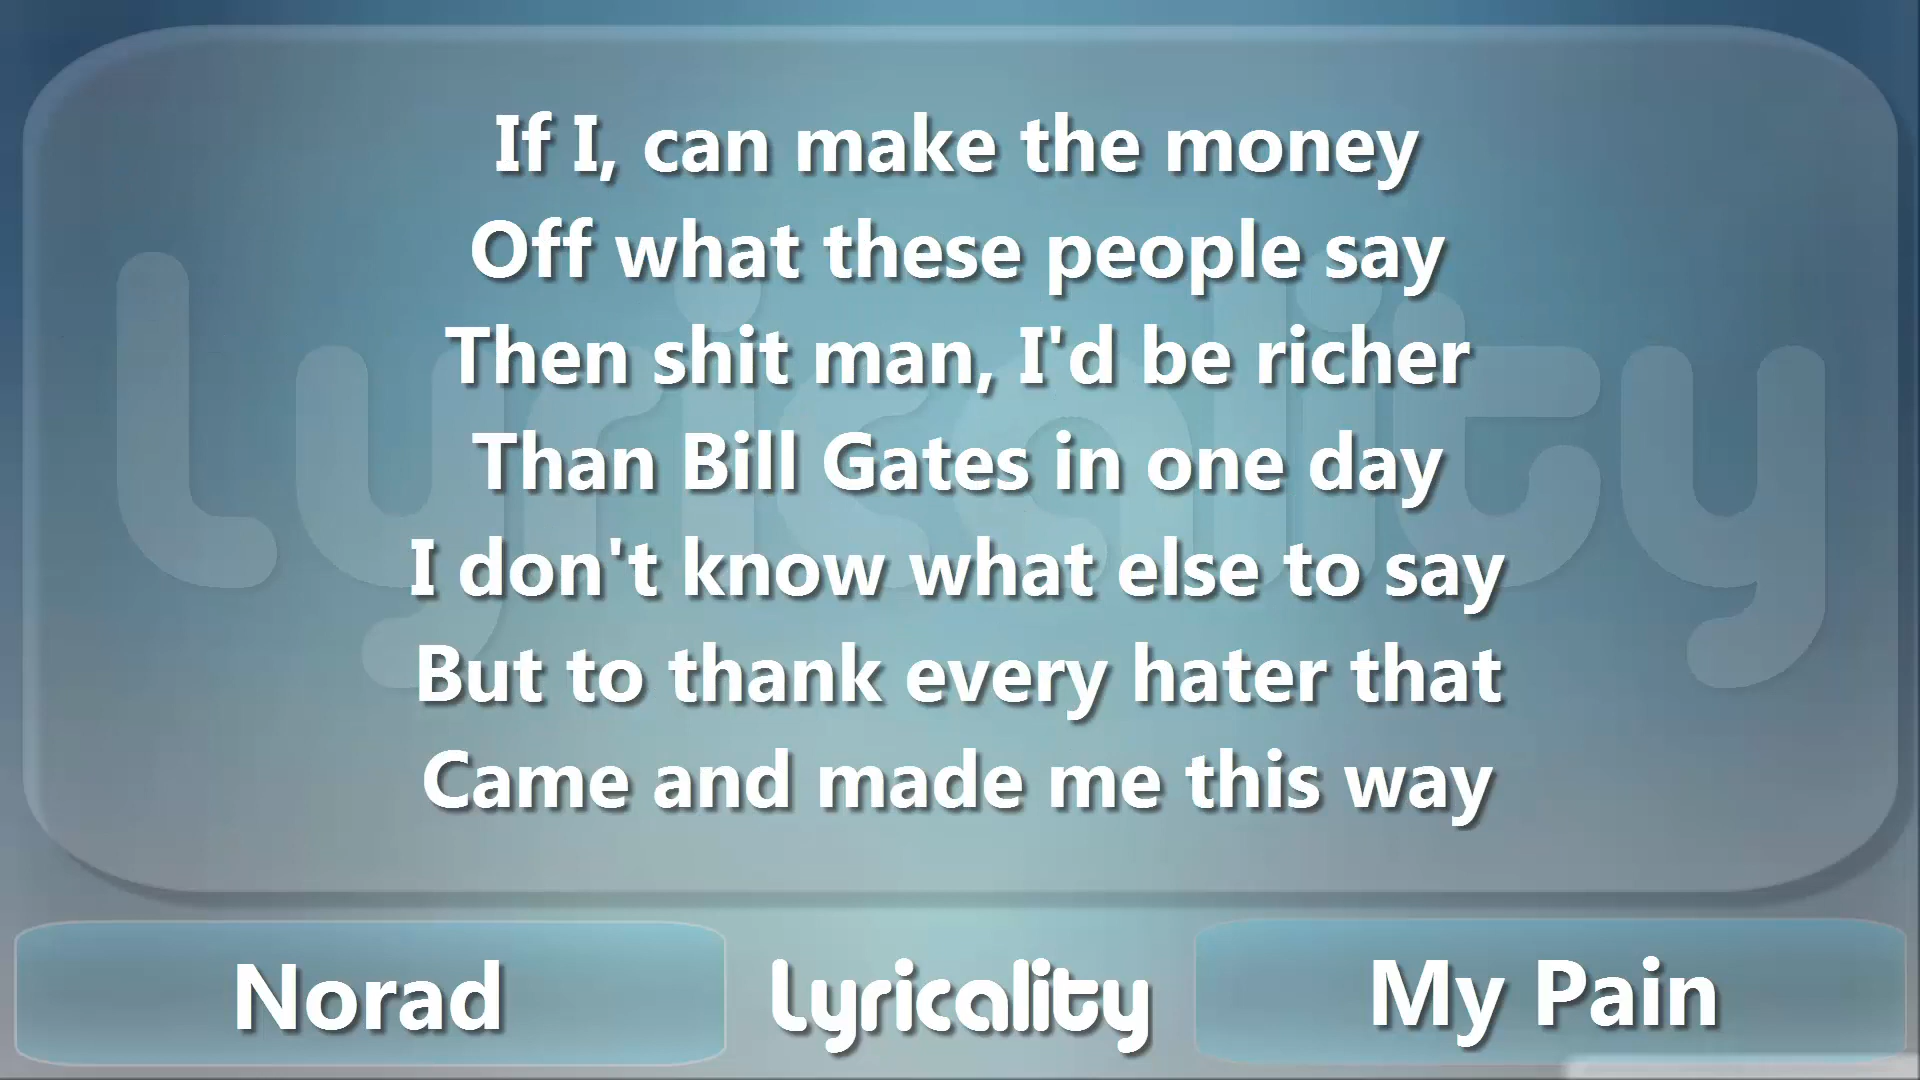 If I, can make the money
Off what these people say
Then shit man, I'd be richer
Than Bill Gates in one day
I don't know what else to say
But to thank every hater that
Came and made me this way
Lyricality
Norad
Lyricality
My Pain